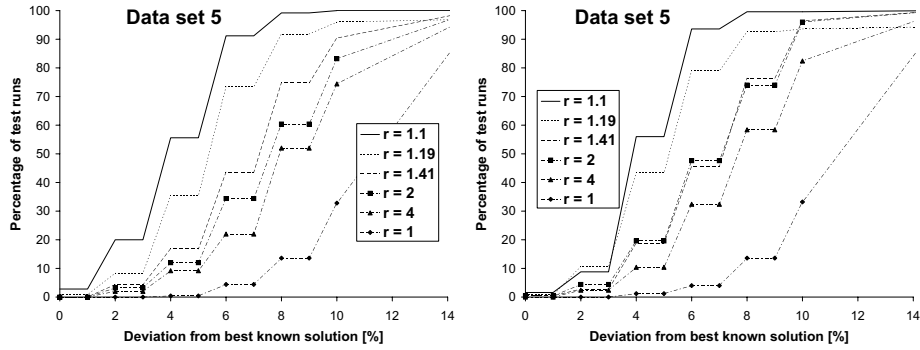 Data set 5
Percentage of test runs
100
90
80
70
60
50
40
30
20
10
0
r = 1.1
r = 1.19
r = 1.41
r = 2
r = 4
r = 1
0 2 4 6 8 10 12 14
Deviation from best known solution [%]
Data set 5
Percentage of test runs
100
90
80
70
60
50
40
30
20
10
0
r = 1.1
r = 1.19
r = 1.41
r = 2
r = 4
r = 1
0 2 4 6 8 10 12 14
Deviation from best known solution [%]